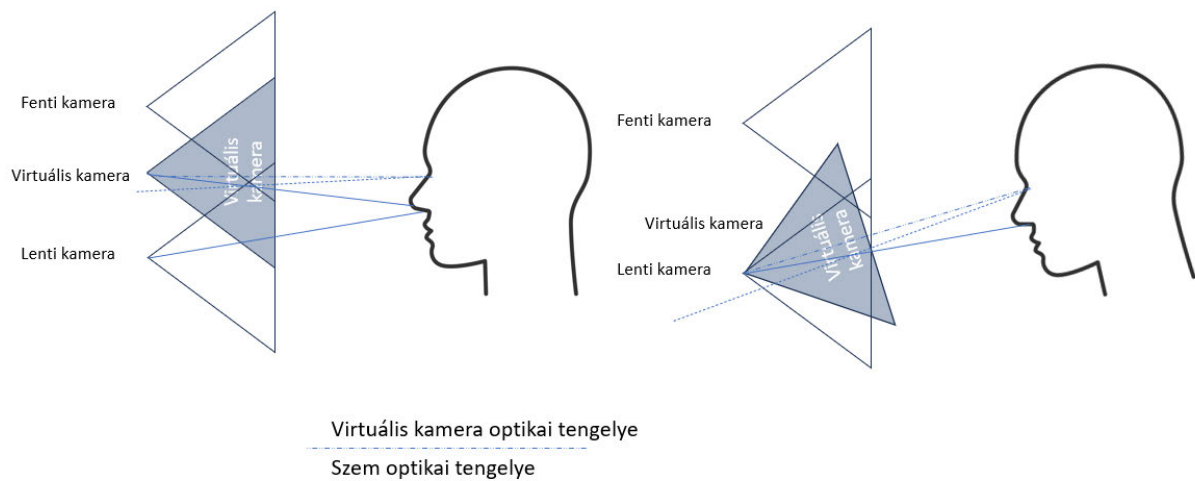 Fenti kamera
Virtuális kamera
Lenti kamera
Virtuális
kamera
Fenti kamera
Virtuális kamera
Lenti kamera
Virtuális
kamera
Virtuális kamera optikai tengelye
Szem optikai tengelye